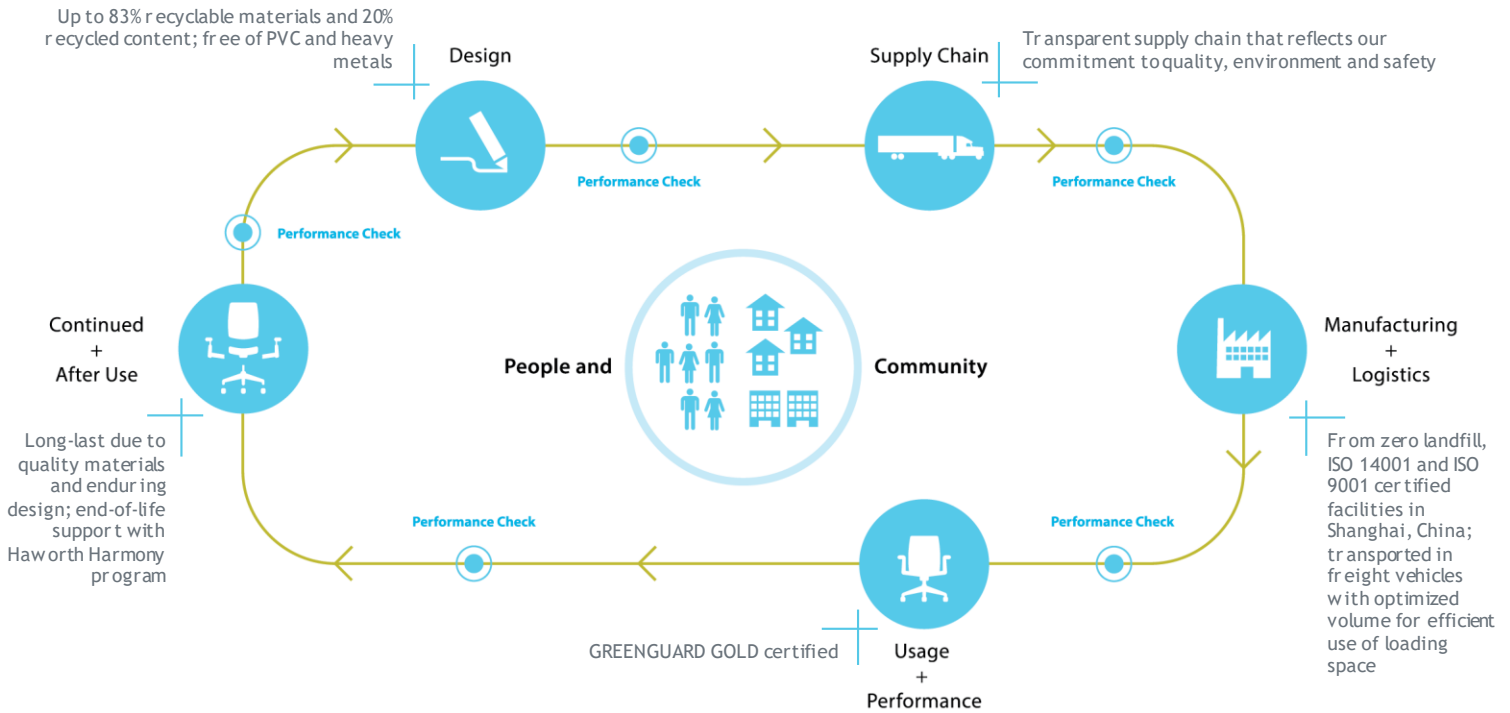 Up to 83% recyclable materials and 20%
recycled content; free of PVC and heavy
metals
Design
Supply Chain
Transparent supply chain that reflects our
commitment to quality, environment and safety
Performance Check
Performance Check
Performance Check
Continued
+
After Use
People and
Community
Manufacturing
+
Logistics
Long-last due to
quality materials
and enduring
design; end-of-life
support with
Haworth Harmony
program
From zero landfill,
ISO 14001 and ISO
9001 certified
facilities in
Shanghai, China;
transported in
freight vehicles
with optimized
volume for efficient
use of loading
space
Performance Check
Performance Check
GREENGUARD GOLD certified
Usage
+
Performance